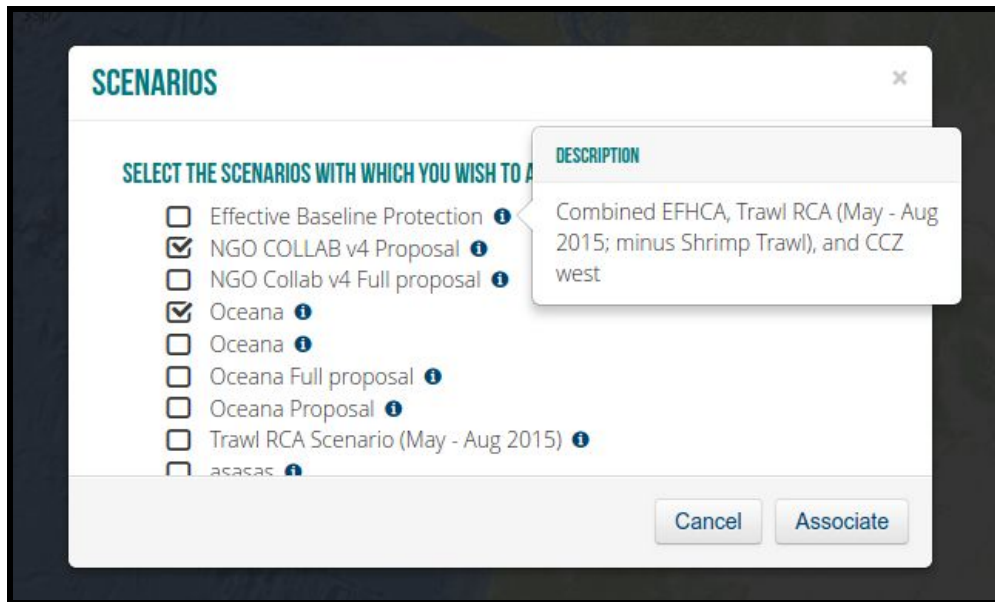 SCENARIOS
×
SELECT THE SCENARIOS WITH WHICH YOU WISH TO
DESCRIPTION
Combined EFHCA, Trawl RCA (May - Aug
2015; minus Shrimp Trawl), and CCZ
west
Effective Baseline Protection
NGO COLLAB v4 Proposal
NGO Collab v4 Full proposal
Oceana
Oceana
Oceana Full proposal
Oceana Proposal
Trawl RCA Scenario (May - Aug 2015)
asasas
Cancel
Associate